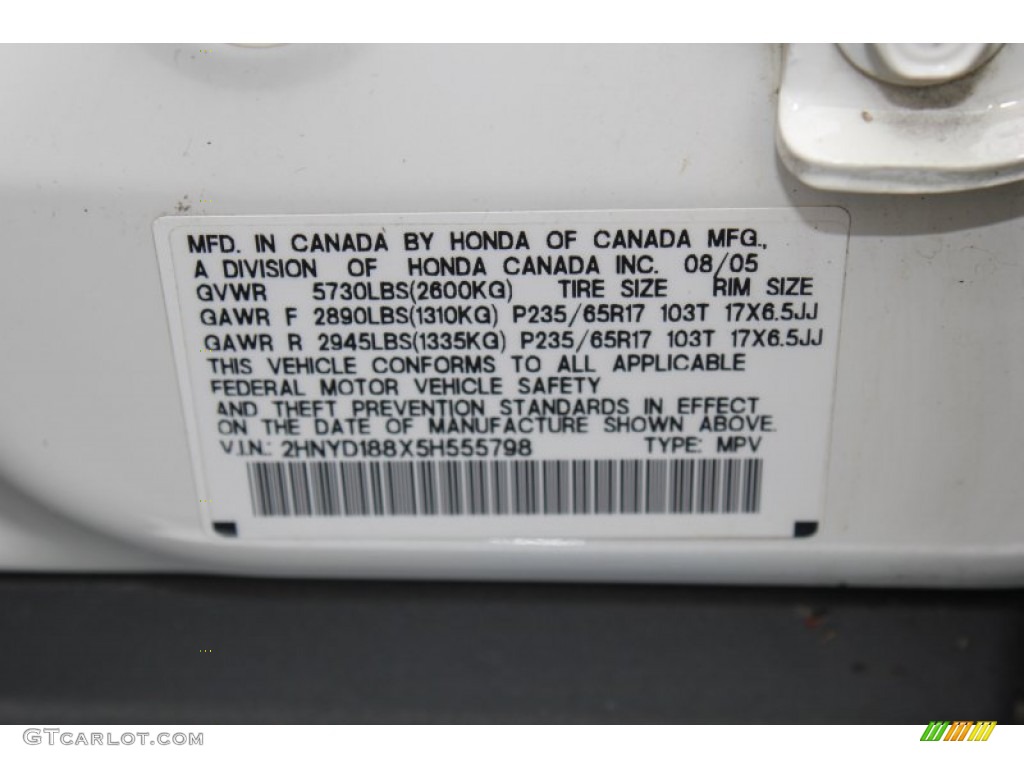 MFD. IN CANADA BY HONDA OF CANADA MFG.,
A DIVISION OF HONDA CANADA INC. 08/05
GVWR 5730LBS(2600KG) TIRE SIZE RIM SIZE
GAWR F 2890LBS(1310KG) P235/65R17 103T 17X6.5JJ
GAWR R 2945LBS(1335KG) P235/65R17 103T 17X6.5JJ
THIS VEHICLE CONFORMS TO ALL APPLICABLE
FEDERAL MOTOR VEHICLE SAFETY
AND THEFT PREVENTION STANDARDS IN EFFECT
ON THE DATE OF MANUFACTURE SHOWN ABOVE.
V.I.N.: 2HNYD188X5H555798 TYPE: MPV
GTCARLOT.COM